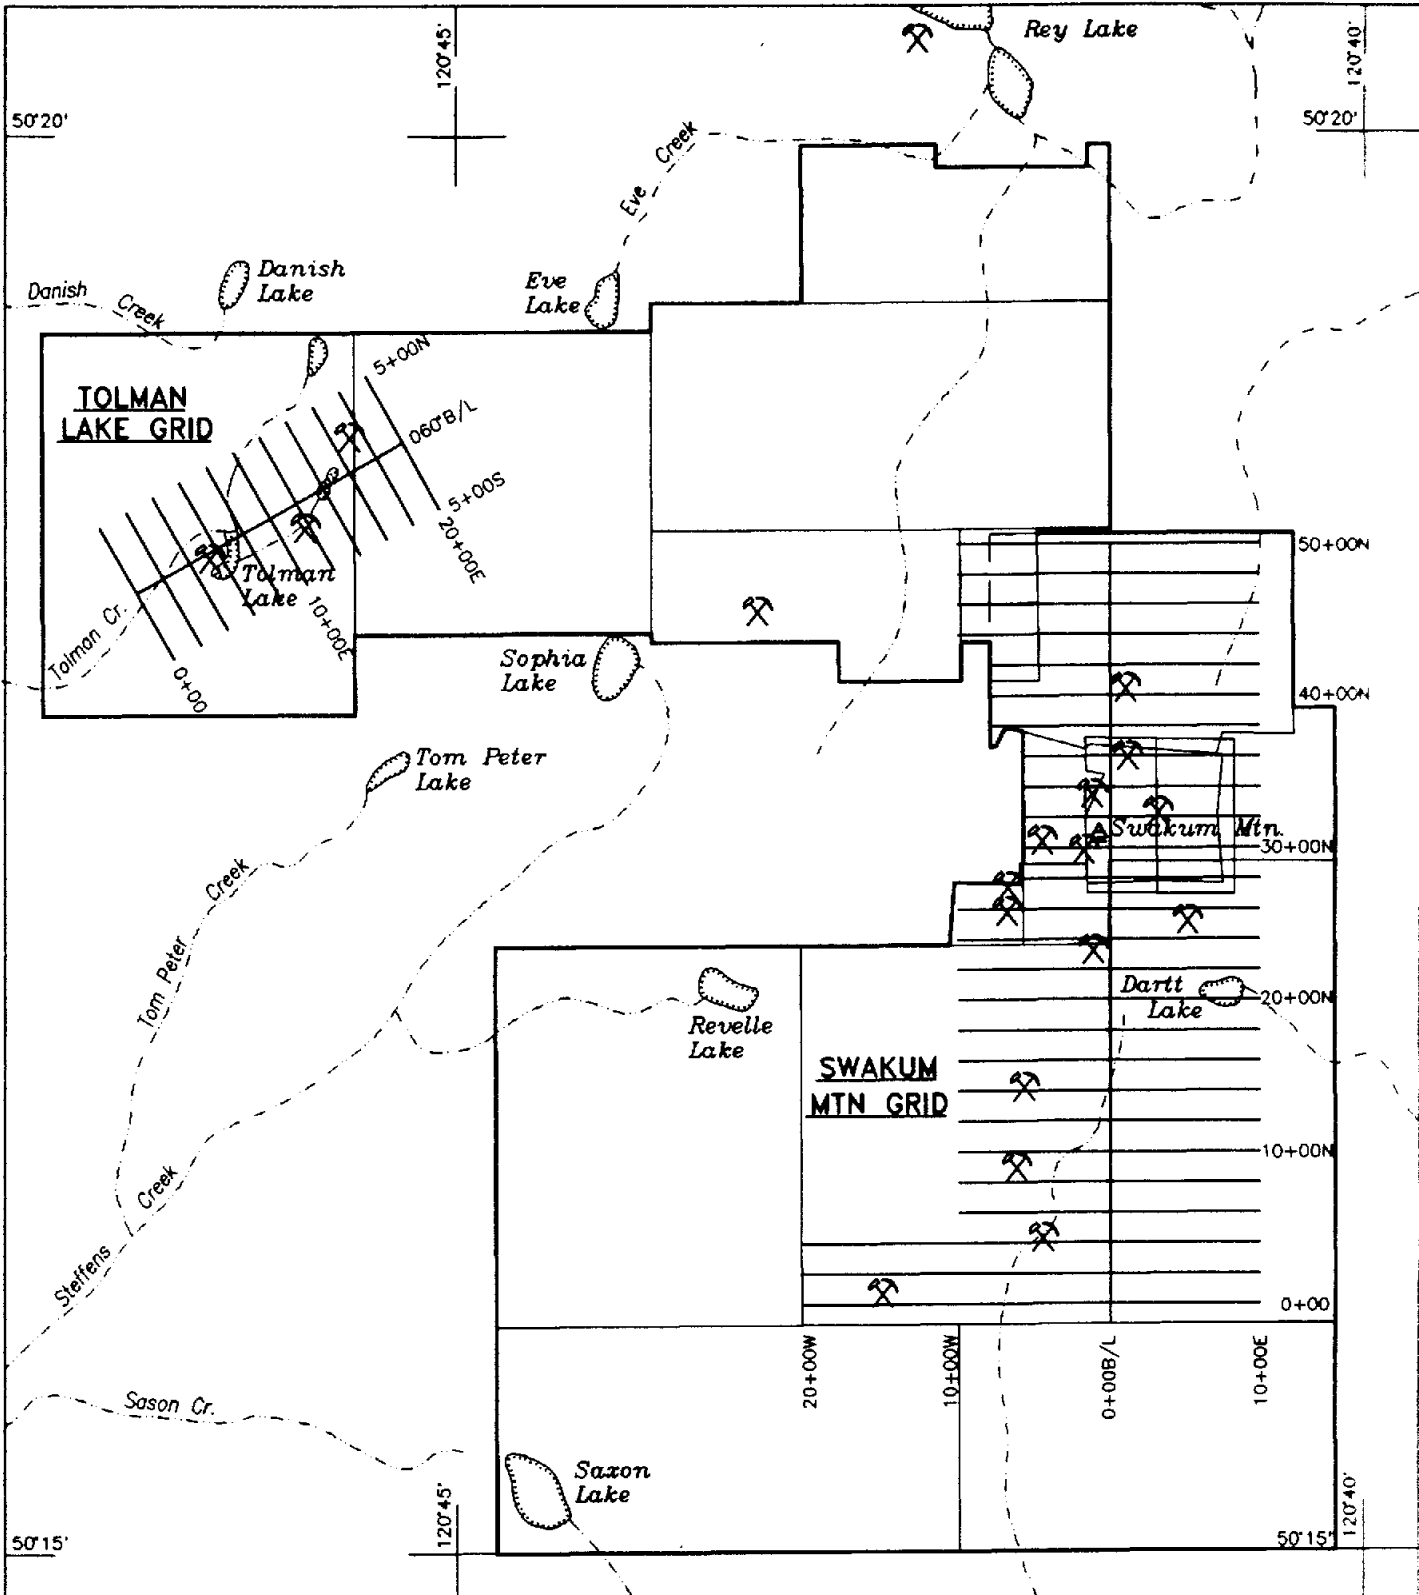 120°45'
Rey Lake
120°40'
50°20'
50°20'
Eve Creek
Danish
Lake
Eve
Lake
Danish Creek
5+00N
TOLMAN
LAKE GRID
060°B/L
5+00S
20+00E
50+00N
Tolman
Lake
10+00E
Tolman Cr.
0+00
Sophia
Lake
40+00N
Tom Peter
Lake
Swakum Mtn.
30+00N
Tom Peter Creek
Dartt
Lake
20+00N
Revelle
Lake
SWAKUM
MTN GRID
10+00N
Steffens Creek
0+00
20+00W
10+00W
0+00B/L
10+00E
Sason Cr.
Saxon
Lake
120°45'
120°40'
50°15'
50°15'